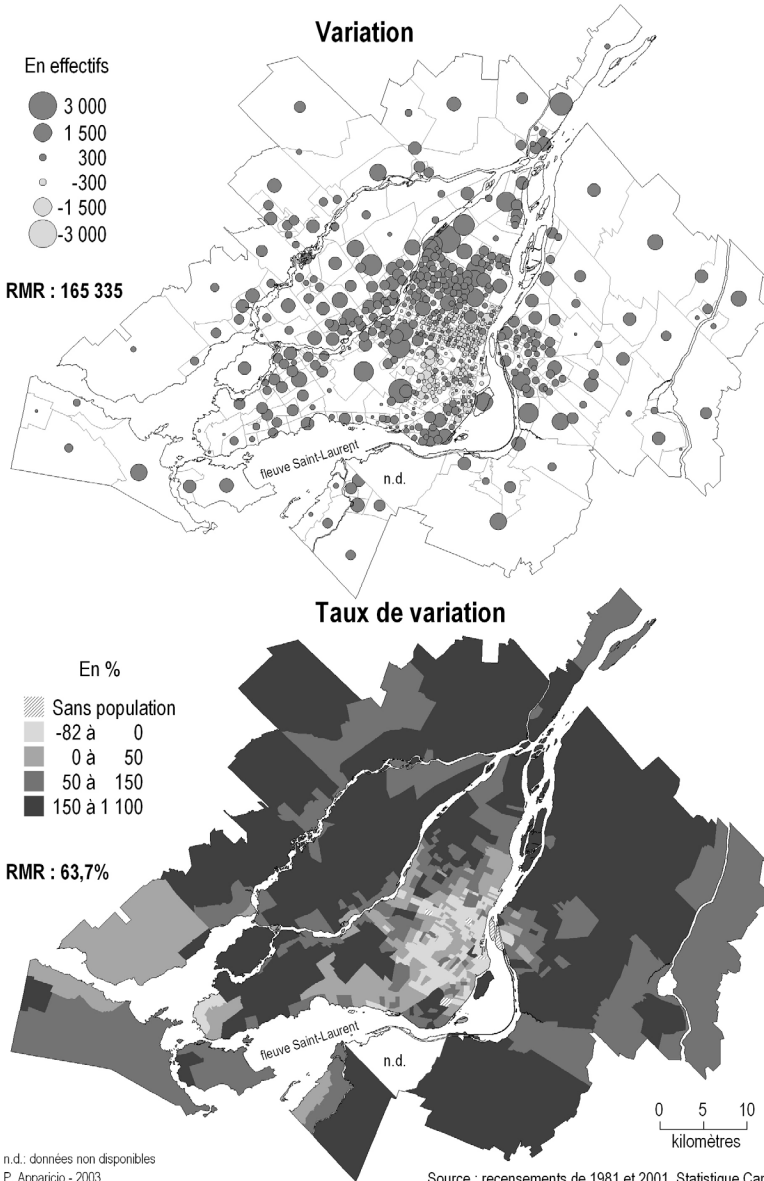 Variation
En effectifs
3 000
1 500
300
-300
-1 500
-3 000
RMR : 165 335
fleuve Saint-Laurent
n.d.
Taux de variation
En %
Sans population
-82 à 0
0 à 50
50 à 150
150 à 1 100
RMR : 63,7%
fleuve Saint-Laurent
n.d.
0 5 10
kilomètres
n.d.: données non disponibles
P. Apparicio - 2003
Source : recensements de 1981 et 2001, Statistique